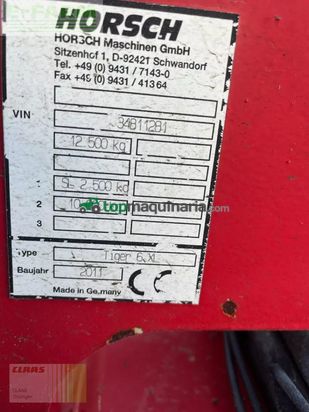 HORSCH
HORSCH Maschinen GmbH
Sitzenhof 1, D-92421 Schwandorf
Tel. +49 (0) 9431 / 7143-0
Fax +49 (0) 9431 / 41364
VIN 34811281
12 500 kg
1 SL 2 500 kg
2 10
topmaquinaria.com
3
Type Tiger 6 XL
Baujahr 2011
CE
Made in Germany
CLAAS